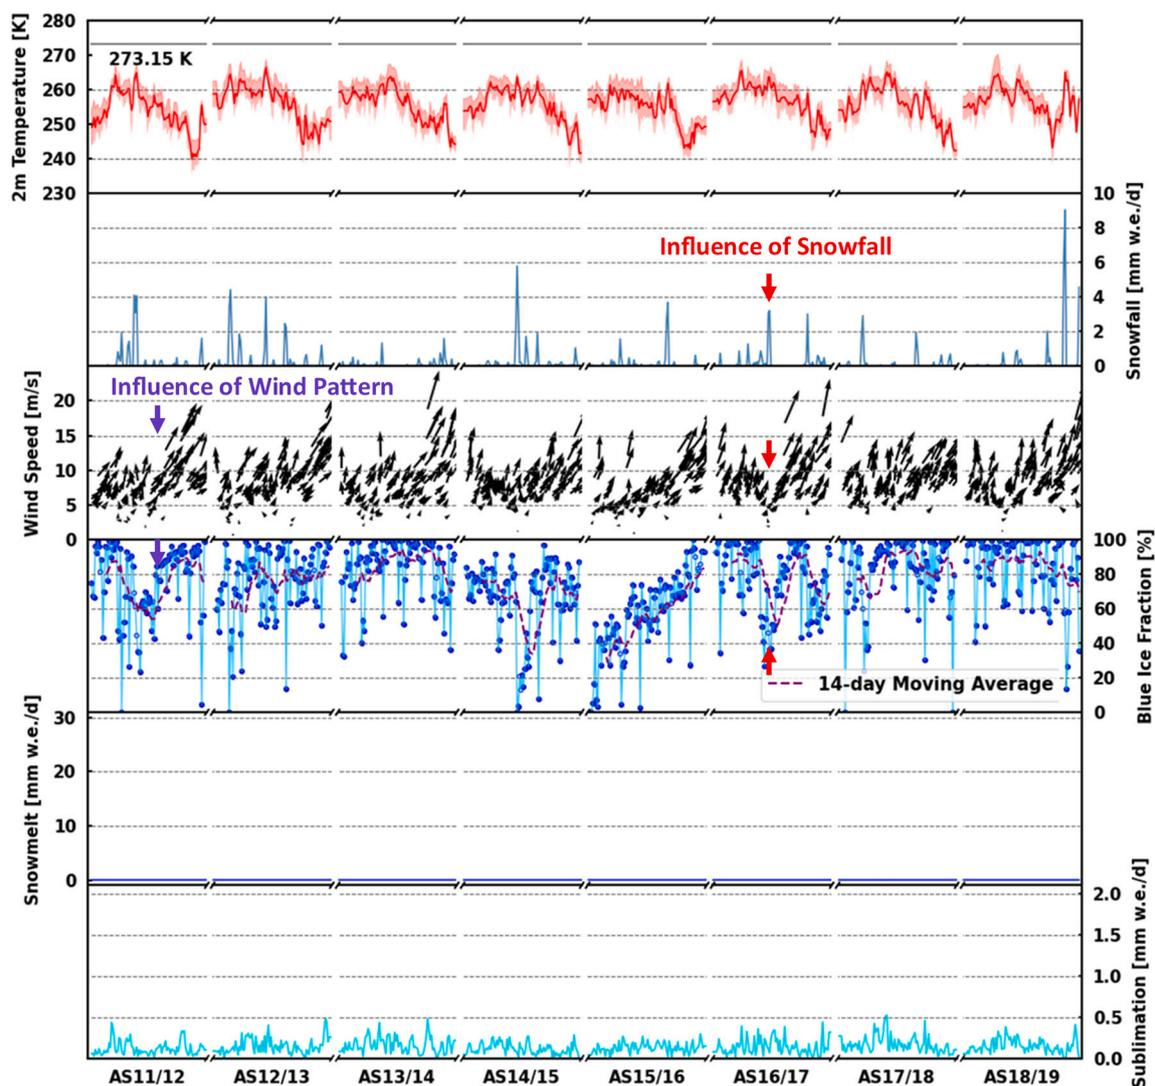 2m Temperature [K]
280
270
260
250
240
230
273.15 K
Snowfall [mm w.e./d]
10
8
6
4
2
0
Influence of Snowfall
Wind Speed [m/s]
20
15
10
5
0
Influence of Wind Pattern
Blue Ice Fraction [%]
100
80
60
40
20
0
14-day Moving Average
Snowmelt [mm w.e./d]
30
20
10
0
Sublimation [mm w.e./d]
2.0
1.5
1.0
0.5
0.0
AS11/12 AS12/13 AS13/14 AS14/15 AS15/16 AS16/17 AS17/18 AS18/19